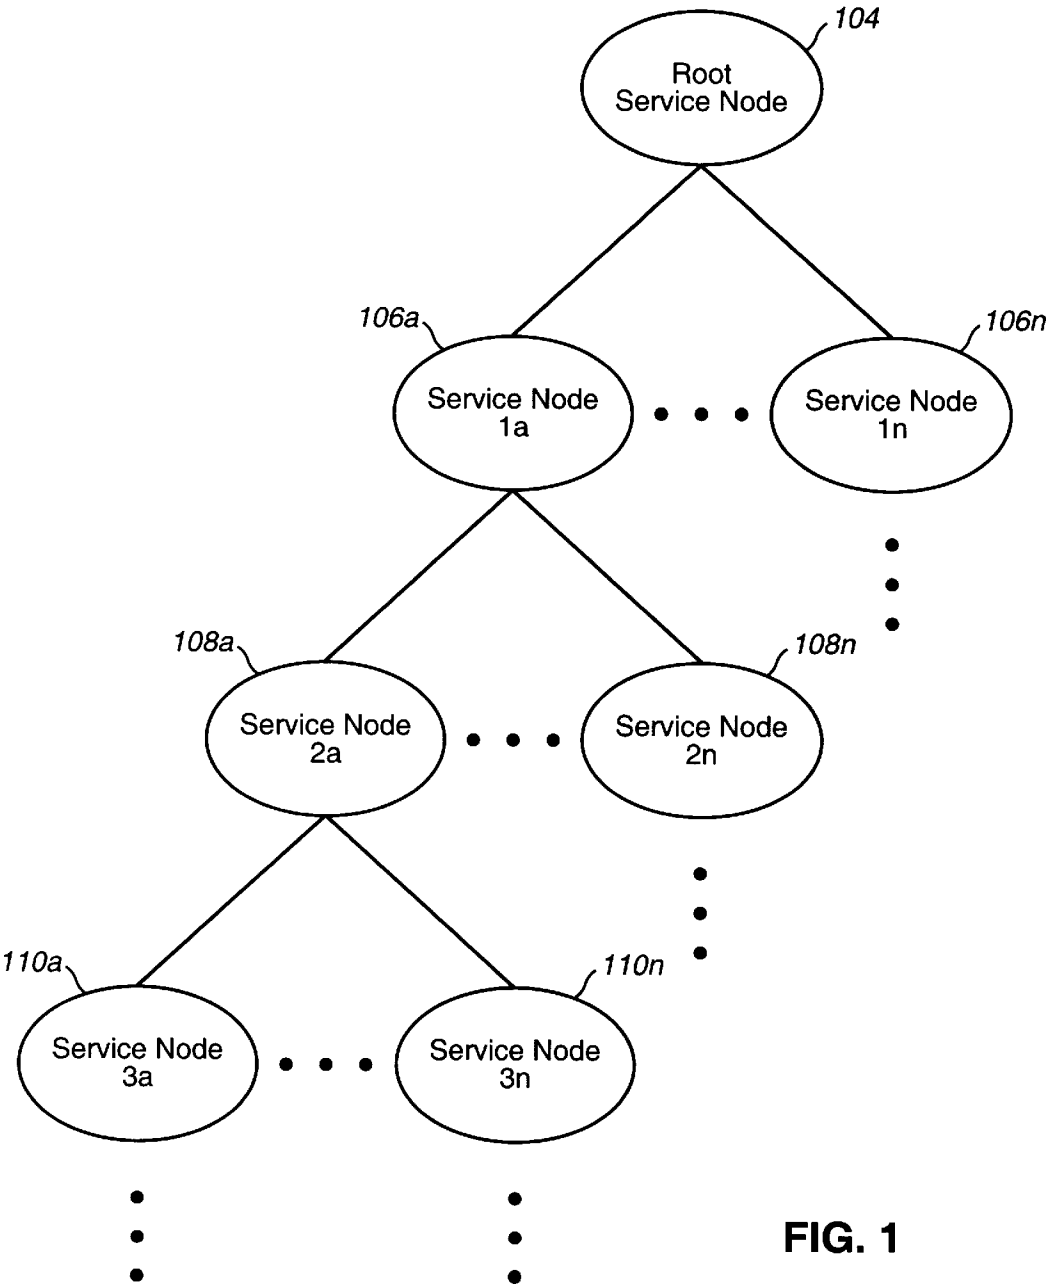 104
Root
Service Node
106a
106n
Service Node
1a
Service Node
1n
108a
108n
Service Node
2a
Service Node
2n
110a
110n
Service Node
3a
Service Node
3n
FIG. 1